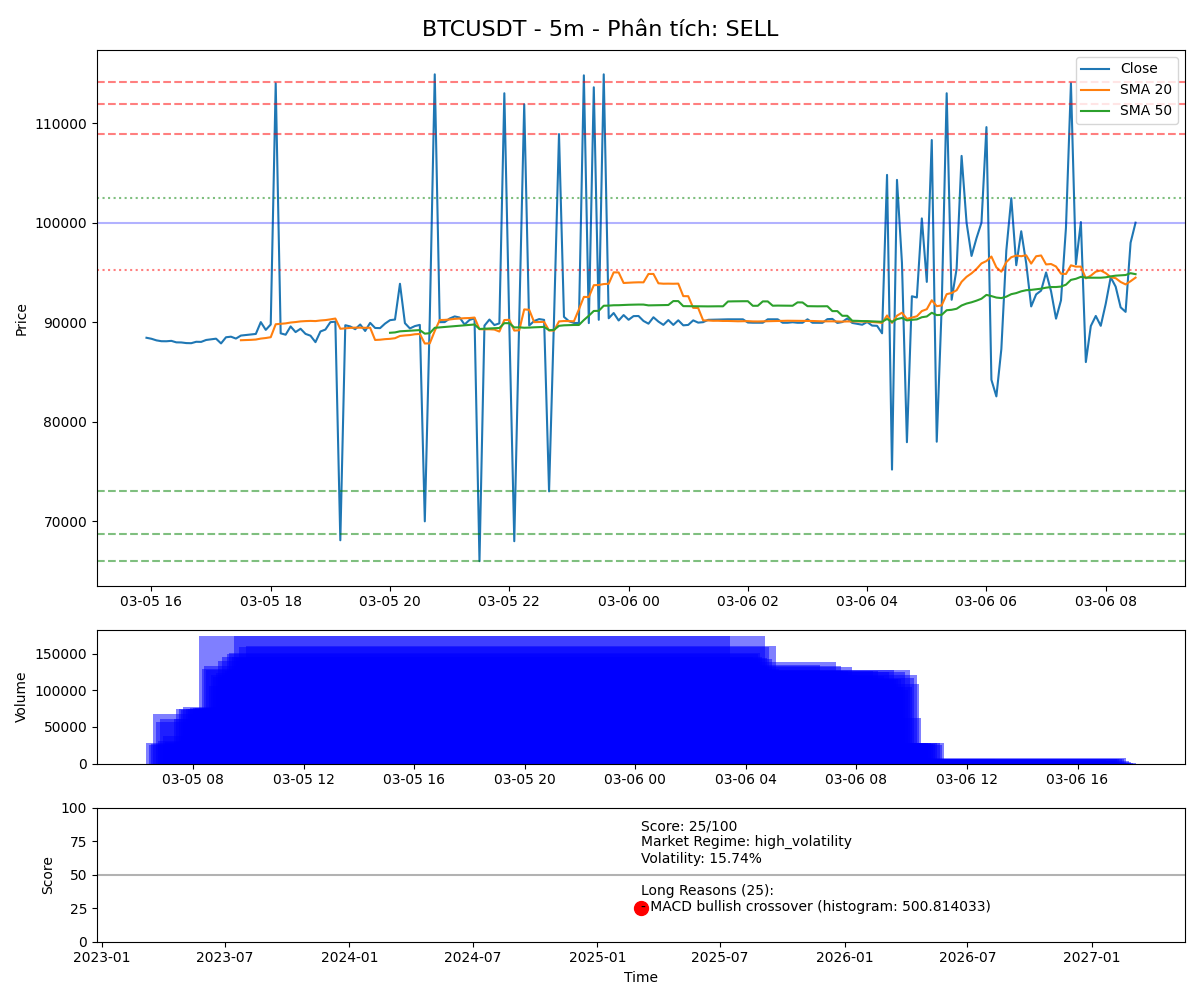 BTCUSDT - 5m - Phân tích: SELL
Close
SMA 20
SMA 50
110000
100000
90000
80000
70000
Price
03-05 16 03-05 18 03-05 20 03-05 22 03-06 00 03-06 02 03-06 04 03-06 06 03-06 08
150000
100000
50000
0
Volume
03-05 08 03-05 12 03-05 16 03-05 20 03-06 00 03-06 04 03-06 08 03-06 12 03-06 16
100
75
50
25
0
Score
Score: 25/100
Market Regime: high_volatility
Volatility: 15.74%
Long Reasons (25):
- MACD bullish crossover (histogram: 500.814033)
2023-01 2023-07 2024-01 2024-07 2025-01 2025-07 2026-01 2026-07 2027-01
Time